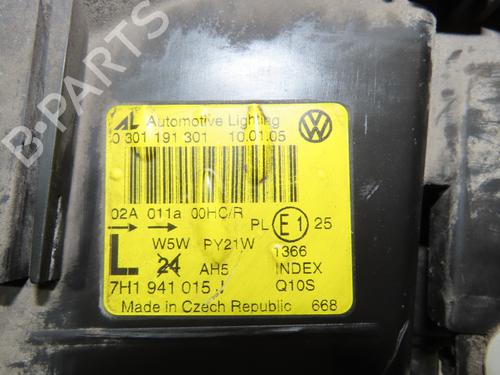 AL Automotive Lighting
0 301 191 301 10.01.05
02A 011a 00HC/R
PL E1 25
W5W PY21W 1366
L 24 AH5 INDEX
7H1 941 015 J Q10S
Made in Czech Republic 668
B PARTS